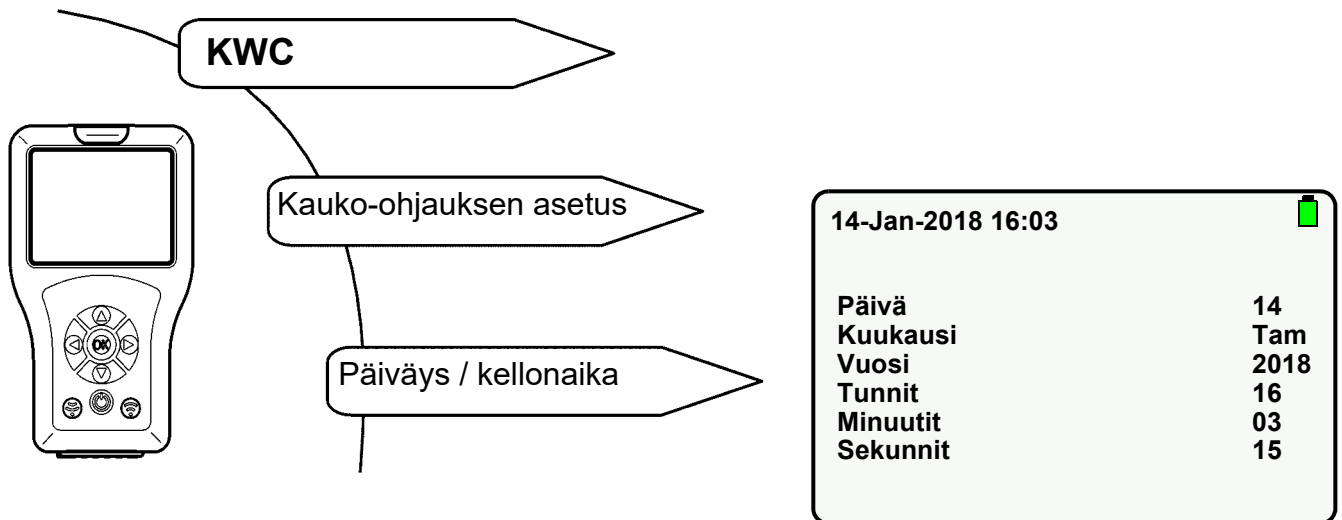 KWC
Kauko-ohjauksen asetus
Päiväys / kellonaika
OK
14-Jan-2018 16:03
Päivä 14
Kuukausi Tam
Vuosi 2018
Tunnit 16
Minuutit 03
Sekunnit 15